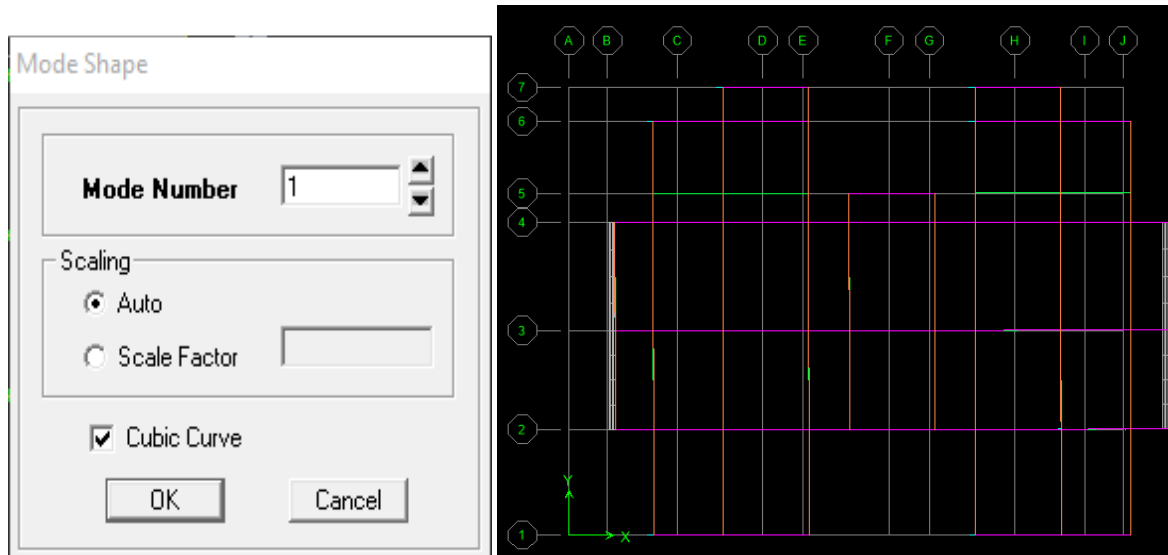 Mode Shape
Mode Number 1
Scaling
Auto
Scale Factor
Cubic Curve
OK Cancel
A B C D E F G H I J
7
6
5
4
3
2
Y
1
X